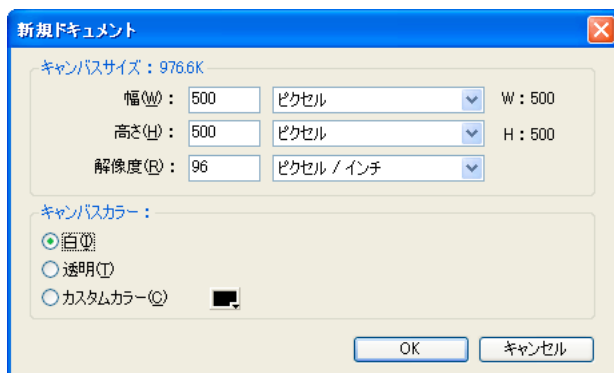 新規ドキュメント
キャンバスサイズ：976.6K
幅(W)： 500 ピクセル W：500
高さ(H)： 500 ピクセル H：500
解像度(R)： 96 ピクセル / インチ
キャンバスカラー：
白(I)
透明(T)
カスタムカラー(C)
OK キャンセル